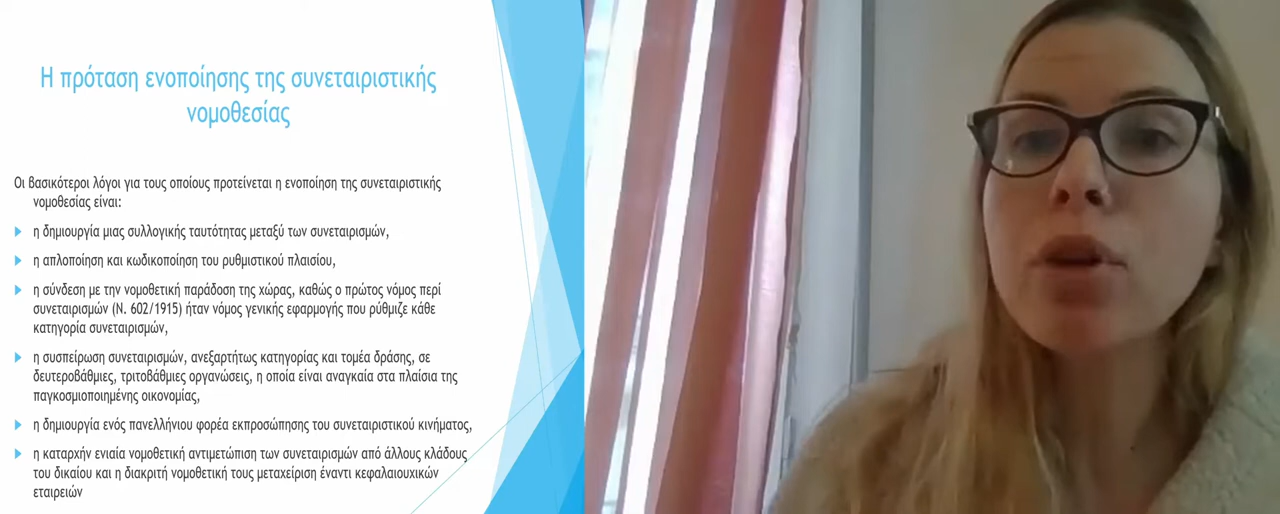 Η πρόταση ενοποίησης της συνεταιριστικής
νομοθεσίας
Οι βασικότεροι λόγοι για τους οποίους προτείνεται η ενοποίηση της συνεταιριστικής
νομοθεσίας είναι:
η δημιουργία μιας συλλογικής ταυτότητας μεταξύ των συνεταιρισμών,
η απλοποίηση και κωδικοποίηση του ρυθμιστικού πλαισίου,
η σύνδεση με την νομοθετική παράδοση της χώρας, καθώς ο πρώτος νόμος περί
συνεταιρισμών (Ν. 602/1915) ήταν νόμος γενικής εφαρμογής που ρύθμιζε κάθε
κατηγορία συνεταιρισμών,
η συσπείρωση συνεταιρισμών, ανεξαρτήτως κατηγορίας και τομέα δράσης, σε
δευτεροβάθμιες, τριτοβάθμιες οργανώσεις, η οποία είναι αναγκαία στα πλαίσια της
παγκοσμιοποιημένης οικονομίας,
η δημιουργία ενός πανελλήνιου φορέα εκπροσώπησης του συνεταιριστικού κινήματος,
η καταρχήν ενιαία νομοθετική αντιμετώπιση των συνεταιρισμών από άλλους κλάδους
του δικαίου και η διακριτή νομοθετική τους μεταχείριση έναντι κεφαλαιουχικών
εταιρειών